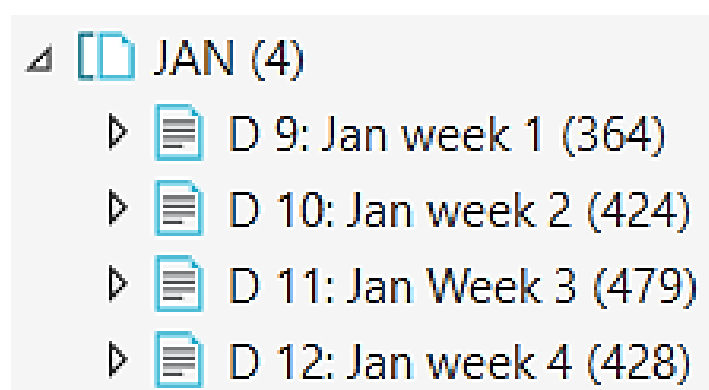 JAN (4)
D 9: Jan week 1 (364)
D 10: Jan week 2 (424)
D 11: Jan Week 3 (479)
D 12: Jan week 4 (428)